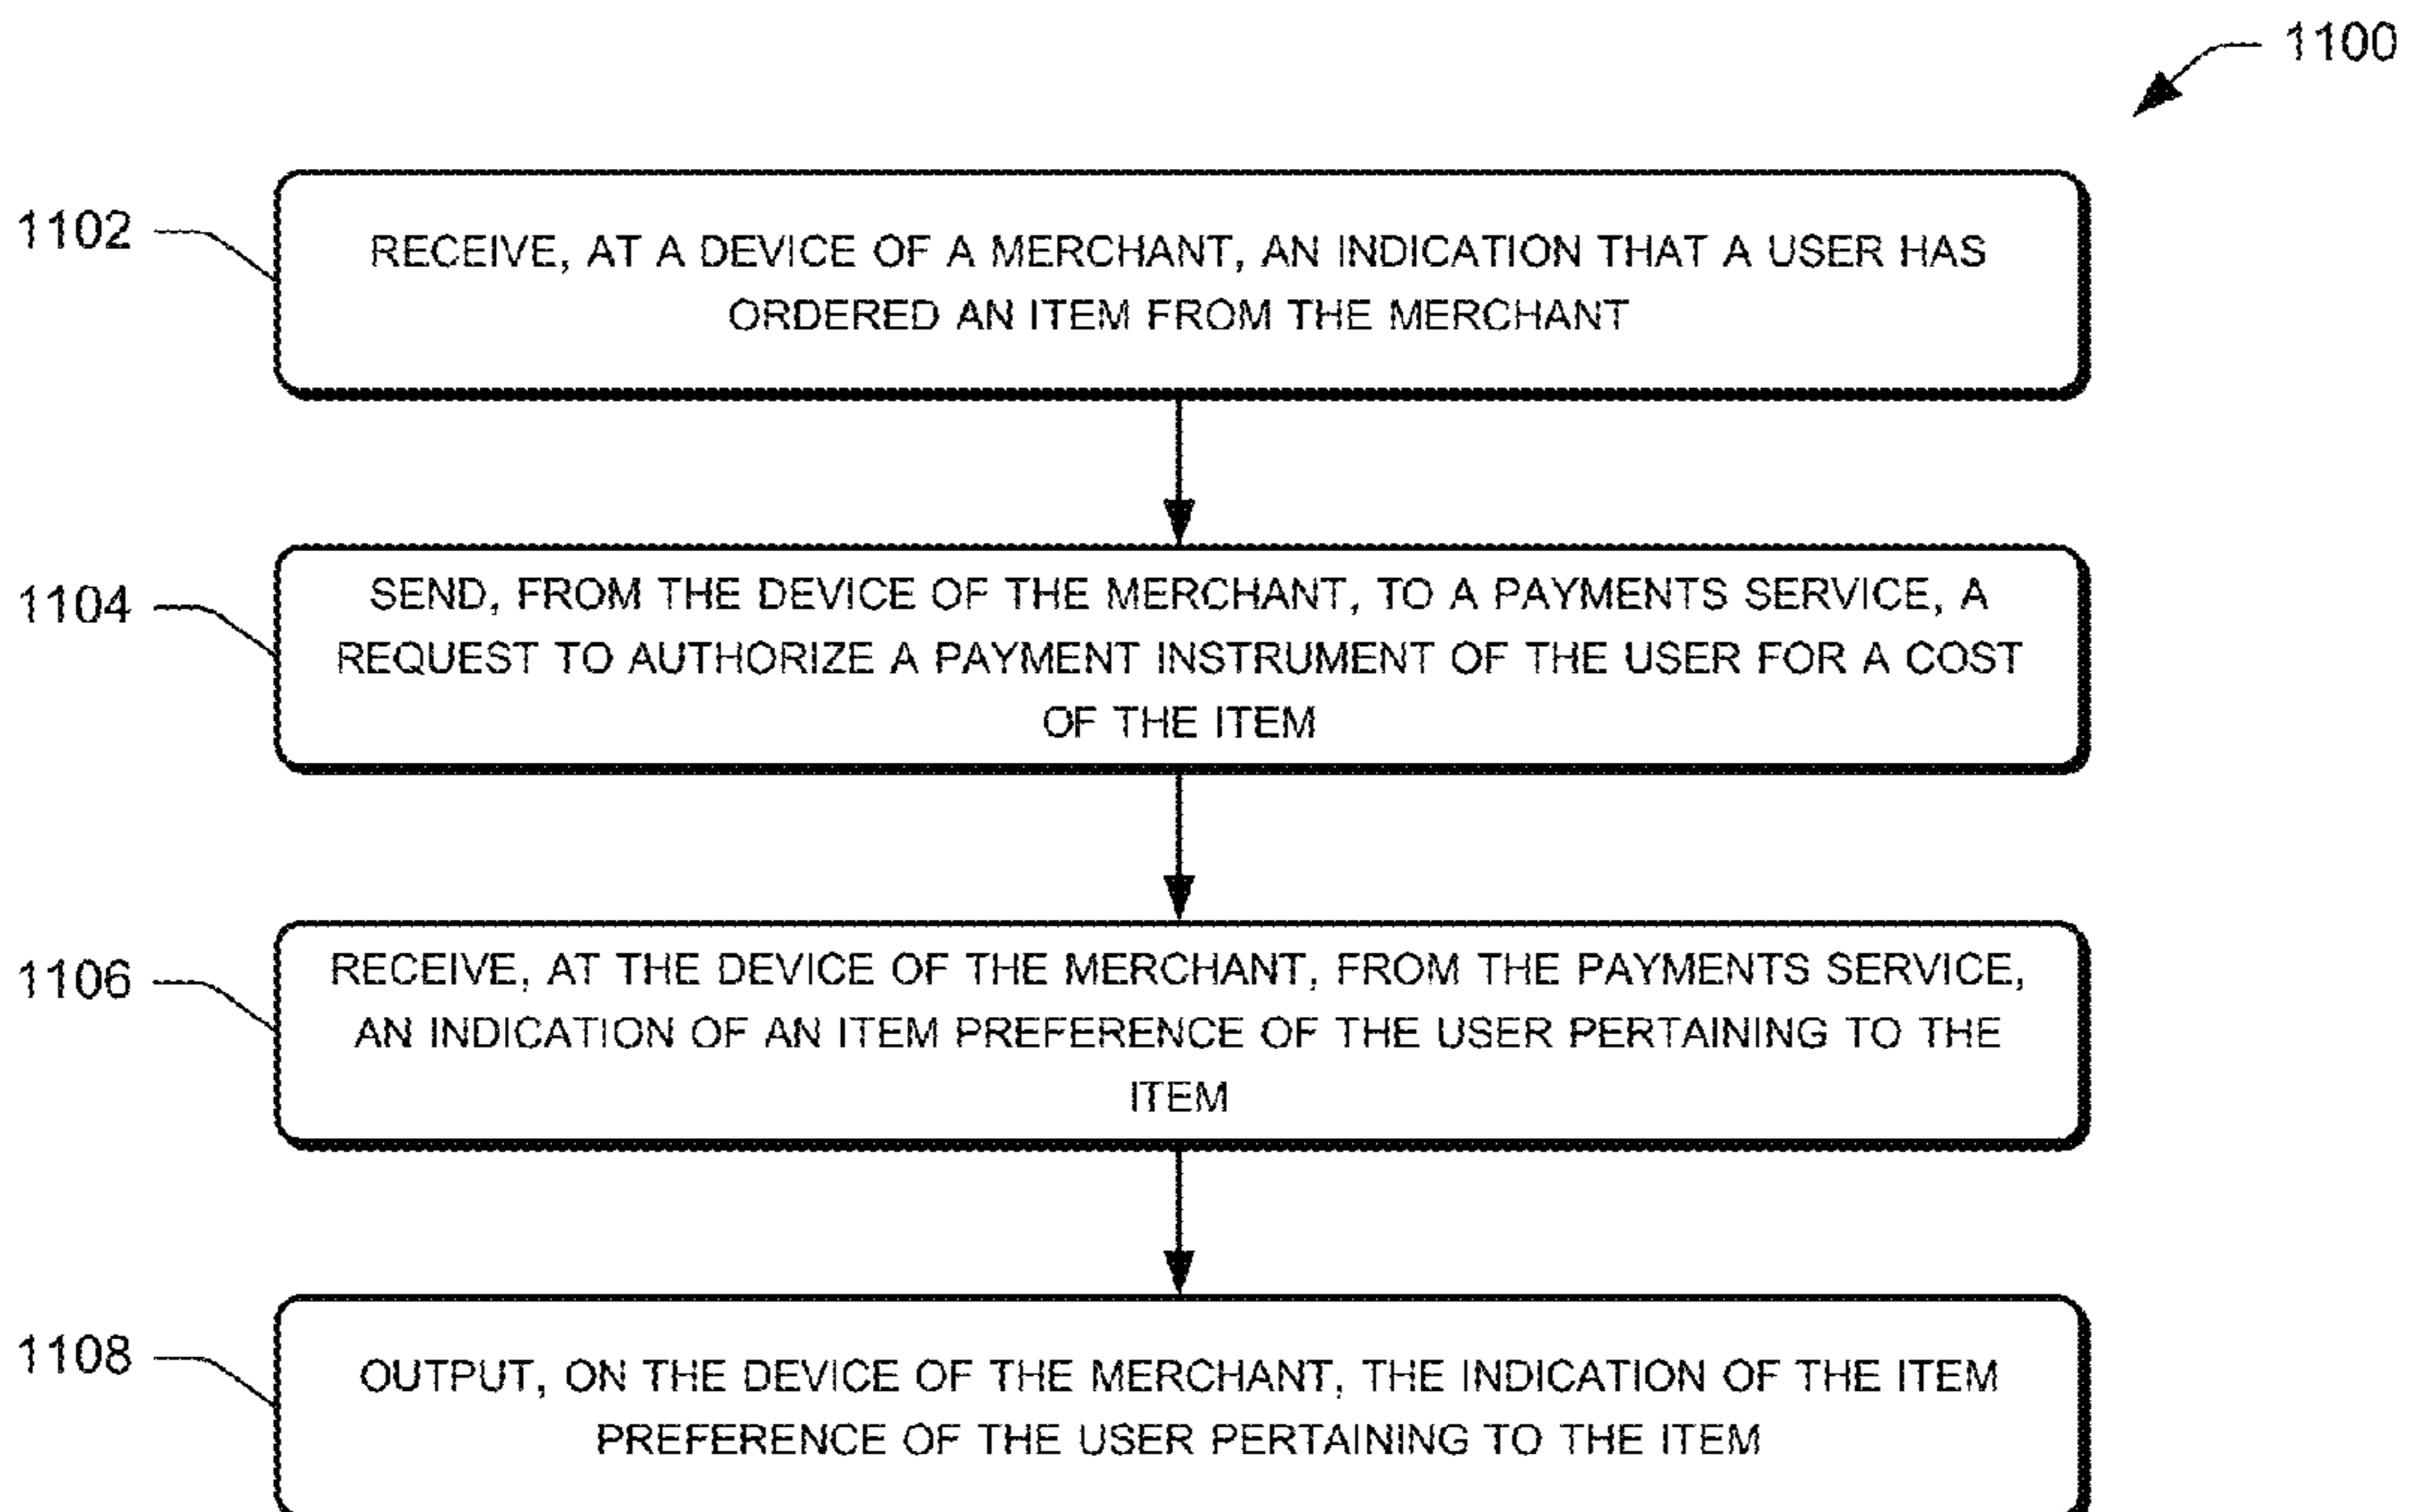 1100
1102
RECEIVE, AT A DEVICE OF A MERCHANT, AN INDICATION THAT A USER HAS
ORDERED AN ITEM FROM THE MERCHANT
1104
SEND, FROM THE DEVICE OF THE MERCHANT, TO A PAYMENTS SERVICE, A
REQUEST TO AUTHORIZE A PAYMENT INSTRUMENT OF THE USER FOR A COST
OF THE ITEM
1106
RECEIVE, AT THE DEVICE OF THE MERCHANT, FROM THE PAYMENTS SERVICE,
AN INDICATION OF AN ITEM PREFERENCE OF THE USER PERTAINING TO THE
ITEM
1108
OUTPUT, ON THE DEVICE OF THE MERCHANT, THE INDICATION OF THE ITEM
PREFERENCE OF THE USER PERTAINING TO THE ITEM